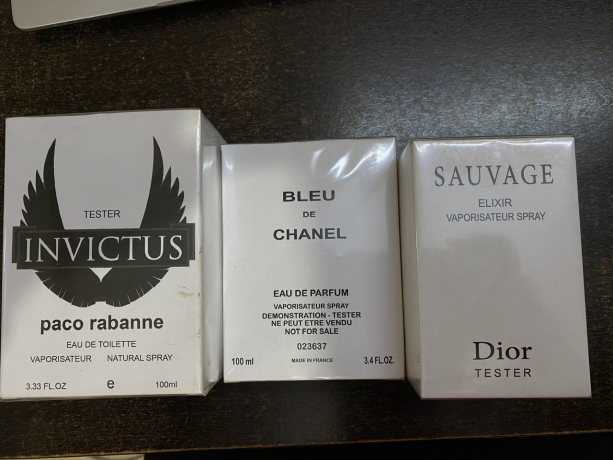 TESTER
INVICTUS
paco rabanne
EAU DE TOILETTE
VAPORISATEUR NATURAL SPRAY
3.33 FL.OZ e 100ml
BLEU
DE
CHANEL
EAU DE PARFUM
VAPORISATEUR SPRAY
DEMONSTRATION - TESTER
NE PEUT ETRE VENDU
NOT FOR SALE
023637
100 ml MADE IN FRANCE 3.4 FL.OZ.
SAUVAGE
ELIXIR
VAPORISATEUR SPRAY
Dior
TESTER